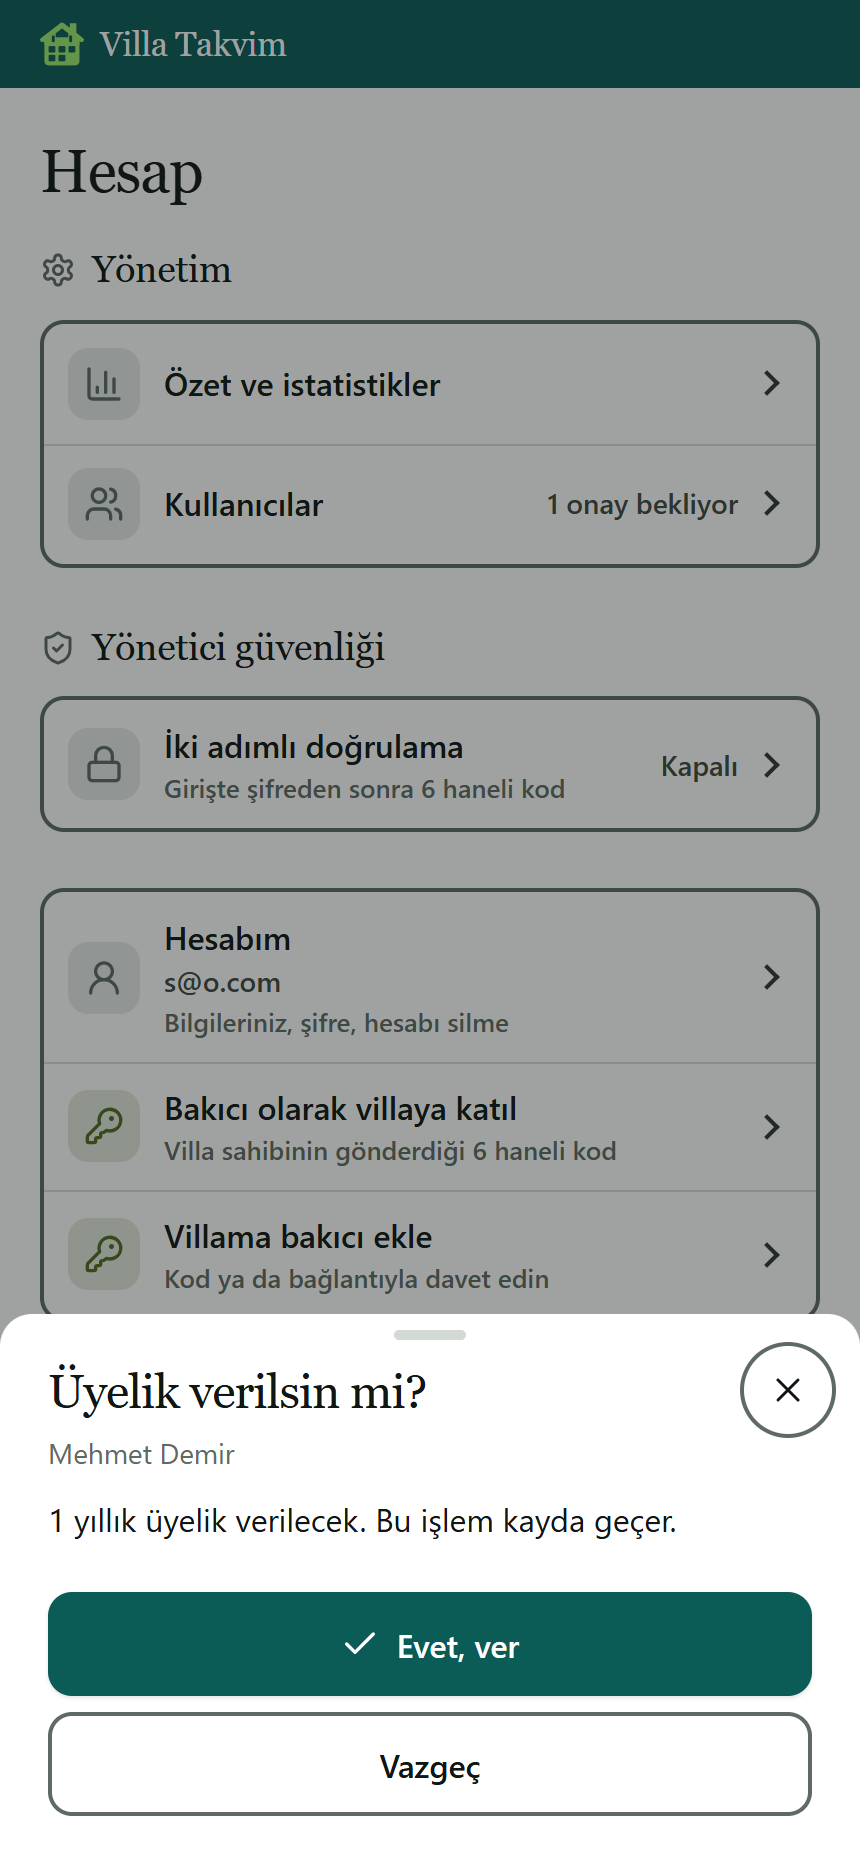 Villa Takvim
Hesap
Yönetim
Özet ve istatistikler
Kullanıcılar
1 onay bekliyor
Yönetici güvenliği
İki adımlı doğrulama
Girişte şifreden sonra 6 haneli kod
Kapalı
Hesabım
s@o.com
Bilgileriniz, şifre, hesabı silme
Bakıcı olarak villaya katıl
Villa sahibinin gönderdiği 6 haneli kod
Villama bakıcı ekle
Kod ya da bağlantıyla davet edin
Üyelik verilsin mi?
Mehmet Demir
1 yıllık üyelik verilecek. Bu işlem kayda geçer.
Evet, ver
Vazgeç